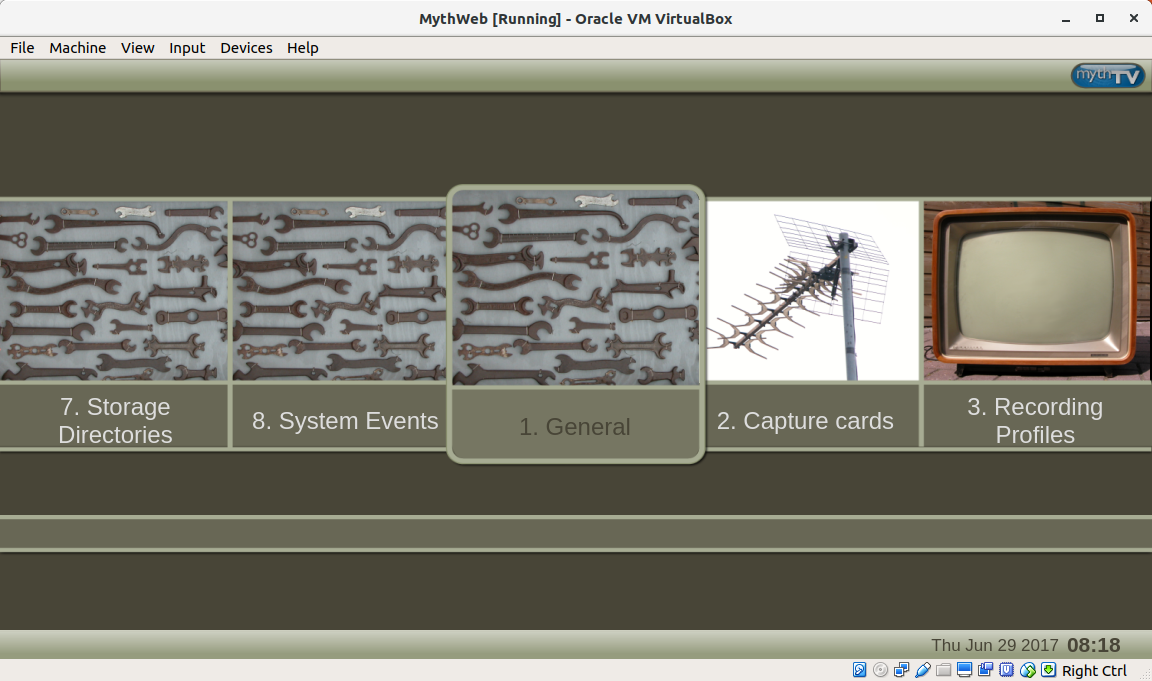 MythWeb [Running] - Oracle VM VirtualBox
File Machine View Input Devices Help
mythTV
7. Storage
Directories
8. System Events
1. General
2. Capture cards
3. Recording
Profiles
Thu Jun 29 2017 08:18
Right Ctrl